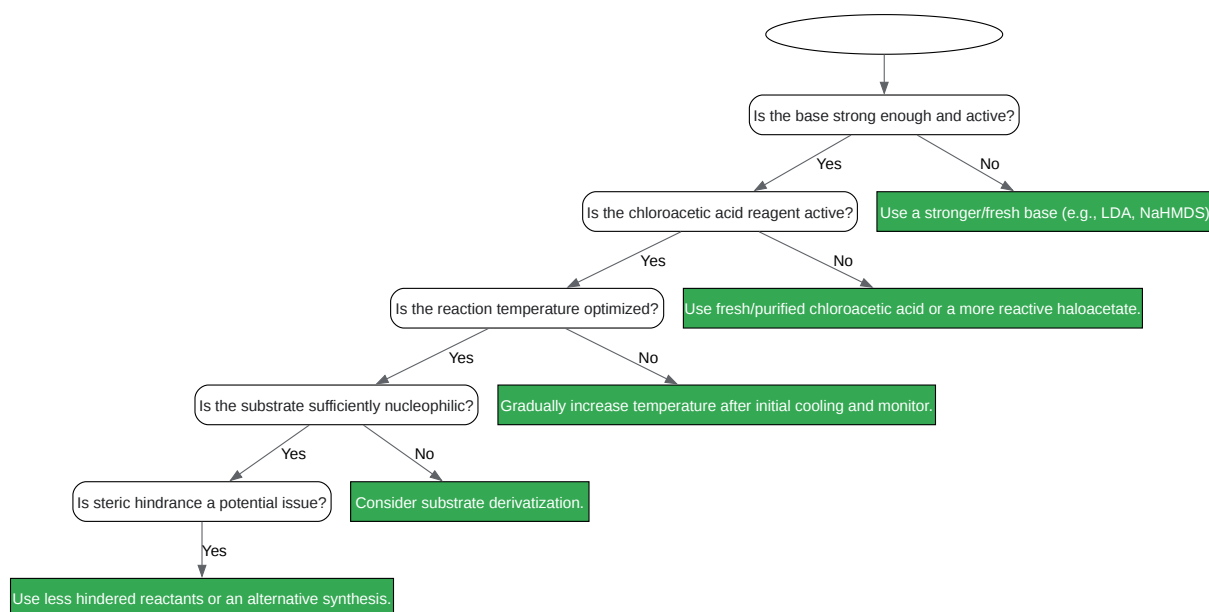 Is the base strong enough and active?
Yes
No
Is the chloroacetic acid reagent active?
Use a stronger/fresh base (e.g., LDA, NaHMDS)
Yes
No
Is the reaction temperature optimized?
Use fresh/purified chloroacetic acid or a more reactive haloacetate.
Yes
No
Is the substrate sufficiently nucleophilic?
Gradually increase temperature after initial cooling and monitor.
Yes
No
Is steric hindrance a potential issue?
Consider substrate derivatization.
Yes
Use less hindered reactants or an alternative synthesis.